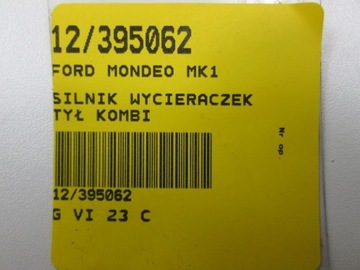 12/395062
FORD MONDEO MK1
SILNIK WYCIERACZEK
TYŁ KOMBI
12/395062
G VI 23 C
Nr op